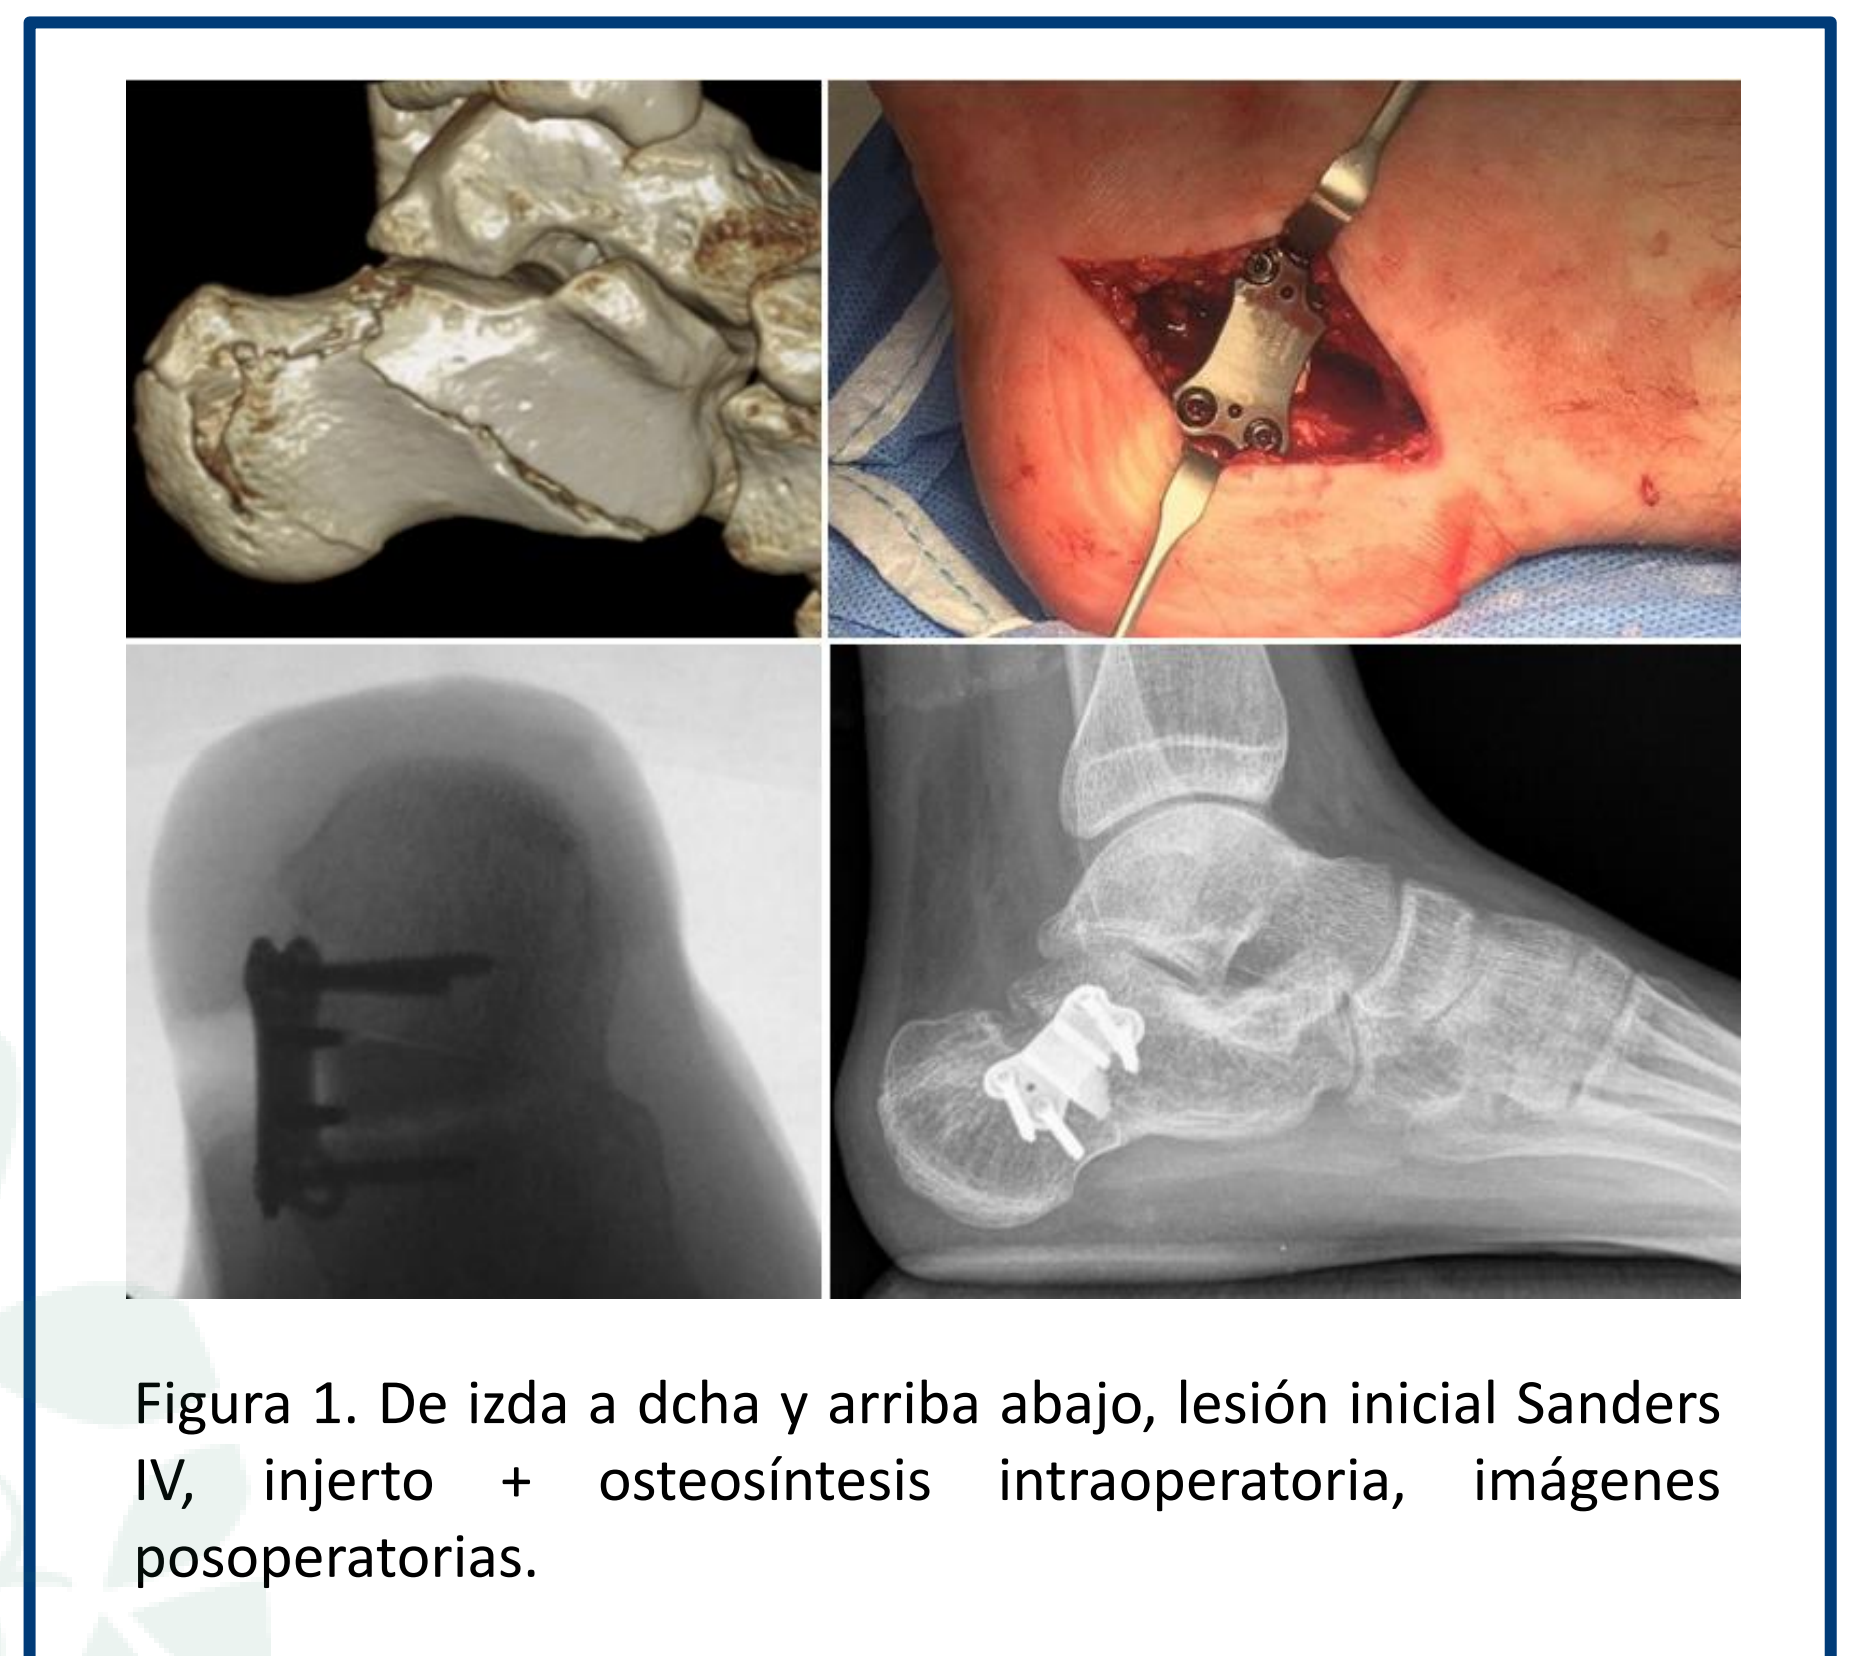 Figura 1. De izda a dcha y arriba abajo, lesión inicial Sanders
IV, injerto + osteosíntesis intraoperatoria, imágenes
posoperatorias.